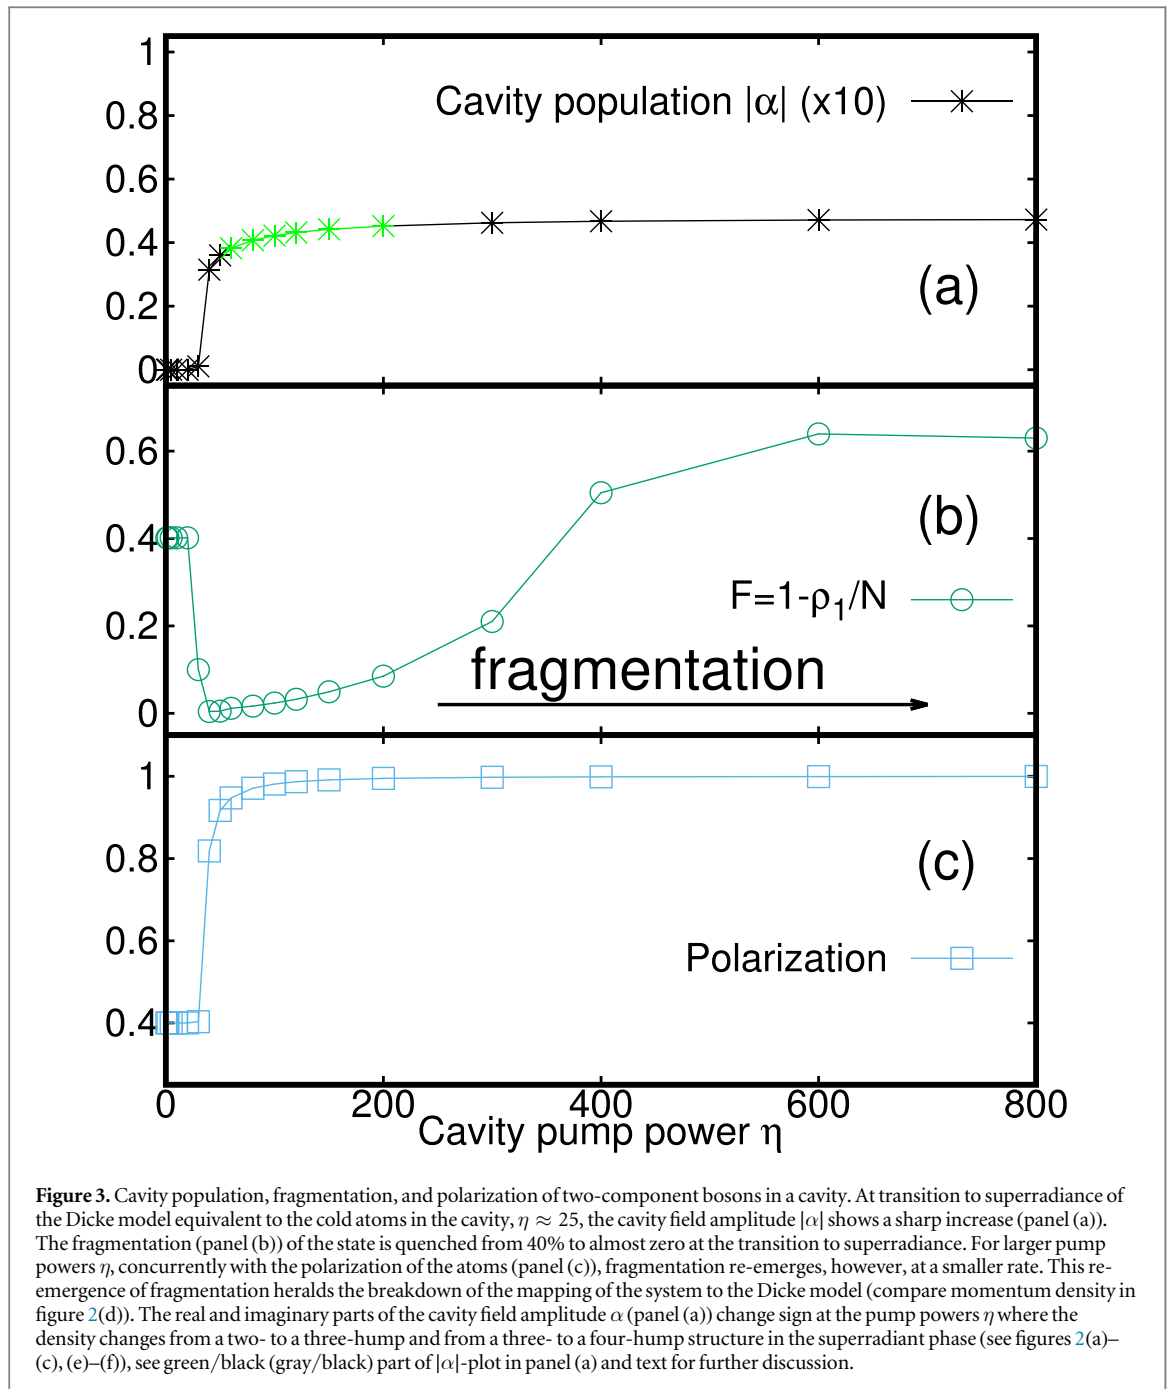 1
0.8
0.6
0.4
0.2
0
Cavity population |α| (x10)
(a)
0.6
0.4
0.2
0
(b)
F=1-ρ1/N
fragmentation
1
0.8
0.6
0.4
(c)
Polarization
0 200 400 600 800
Cavity pump power η
Figure 3. Cavity population, fragmentation, and polarization of two-component bosons in a cavity. At transition to superradiance of
the Dicke model equivalent to the cold atoms in the cavity, η ≈ 25, the cavity field amplitude |α| shows a sharp increase (panel (a)).
The fragmentation (panel (b)) of the state is quenched from 40% to almost zero at the transition to superradiance. For larger pump
powers η, concurrently with the polarization of the atoms (panel (c)), fragmentation re-emerges, however, at a smaller rate. This re-
emergence of fragmentation heralds the breakdown of the mapping of the system to the Dicke model (compare momentum density in
figure 2(d)). The real and imaginary parts of the cavity field amplitude α (panel (a)) change sign at the pump powers η where the
density changes from a two- to a three-hump and from a three- to a four-hump structure in the superradiant phase (see figures 2(a)–
(c), (e)–(f)), see green/black (gray/black) part of |α|-plot in panel (a) and text for further discussion.